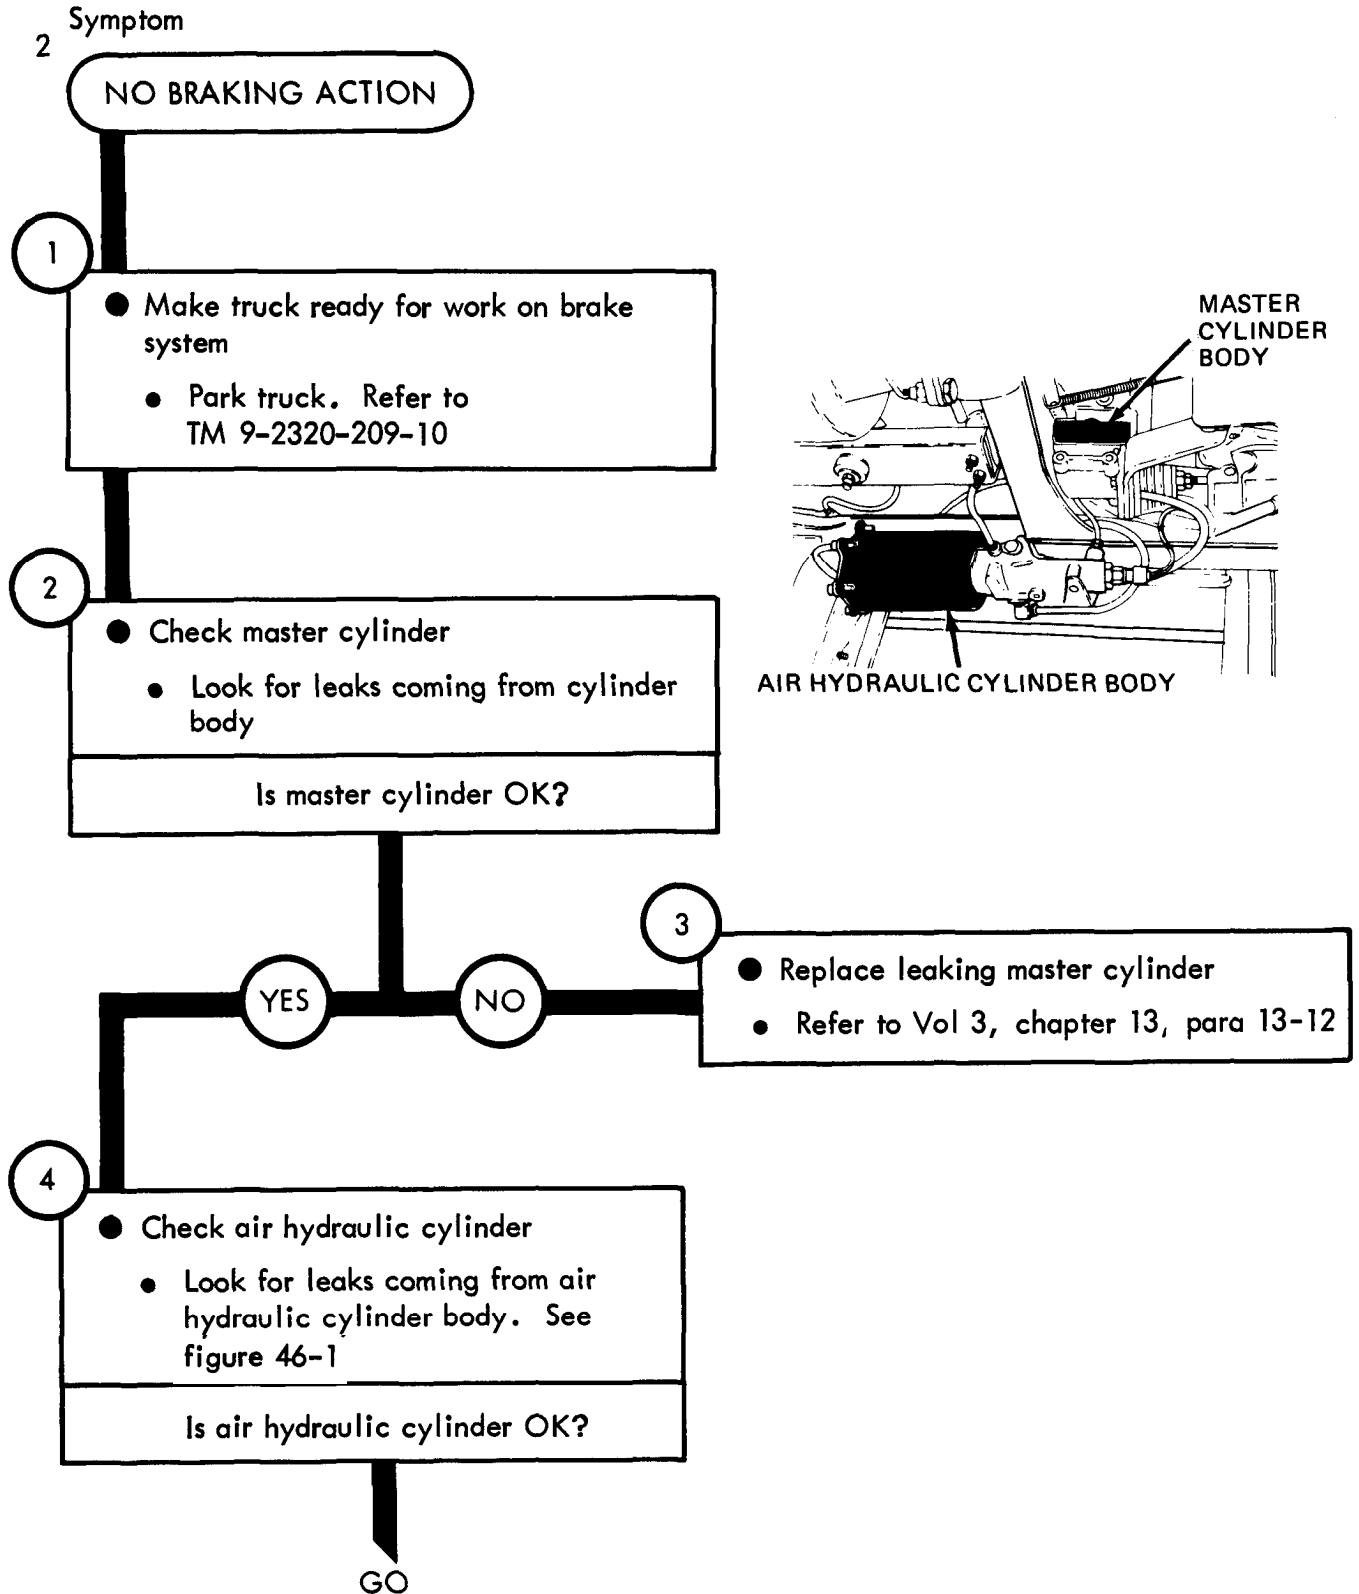 Symptom
2
NO BRAKING ACTION
1
● Make truck ready for work on brake
system
● Park truck. Refer to
TM 9-2320-209-10
MASTER
CYLINDER
BODY
AIR HYDRAULIC CYLINDER BODY
2
● Check master cylinder
● Look for leaks coming from cylinder
body
Is master cylinder OK?
YES
NO
3
● Replace leaking master cylinder
● Refer to Vol 3, chapter 13, para 13-12
4
● Check air hydraulic cylinder
● Look for leaks coming from air
hydraulic cylinder body. See
figure 46-1
Is air hydraulic cylinder OK?
GO